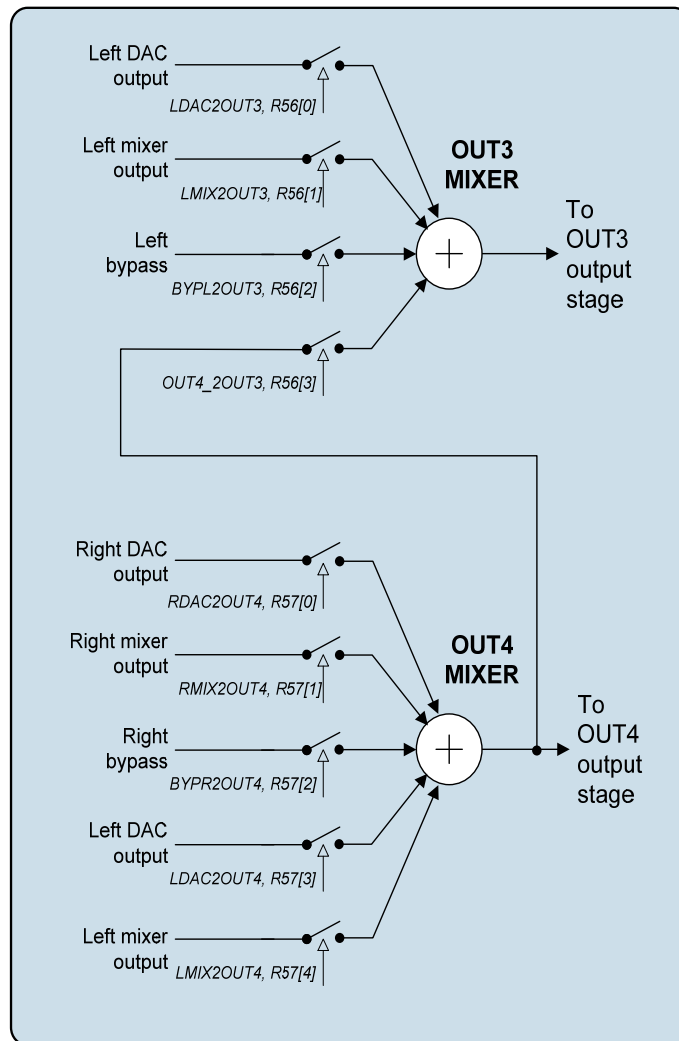 Left DAC
output
LDAC2OUT3, R56[0]
Left mixer
output
LMIX2OUT3, R56[1]
OUT3
MIXER
Left
bypass
BYPL2OUT3, R56[2]
To
OUT3
output
stage
OUT4_2OUT3, R56[3]
Right DAC
output
RDAC2OUT4, R57[0]
Right mixer
output
RMIX2OUT4, R57[1]
OUT4
MIXER
Right
bypass
BYPR2OUT4, R57[2]
To
OUT4
output
stage
Left DAC
output
LDAC2OUT4, R57[3]
Left mixer
output
LMIX2OUT4, R57[4]